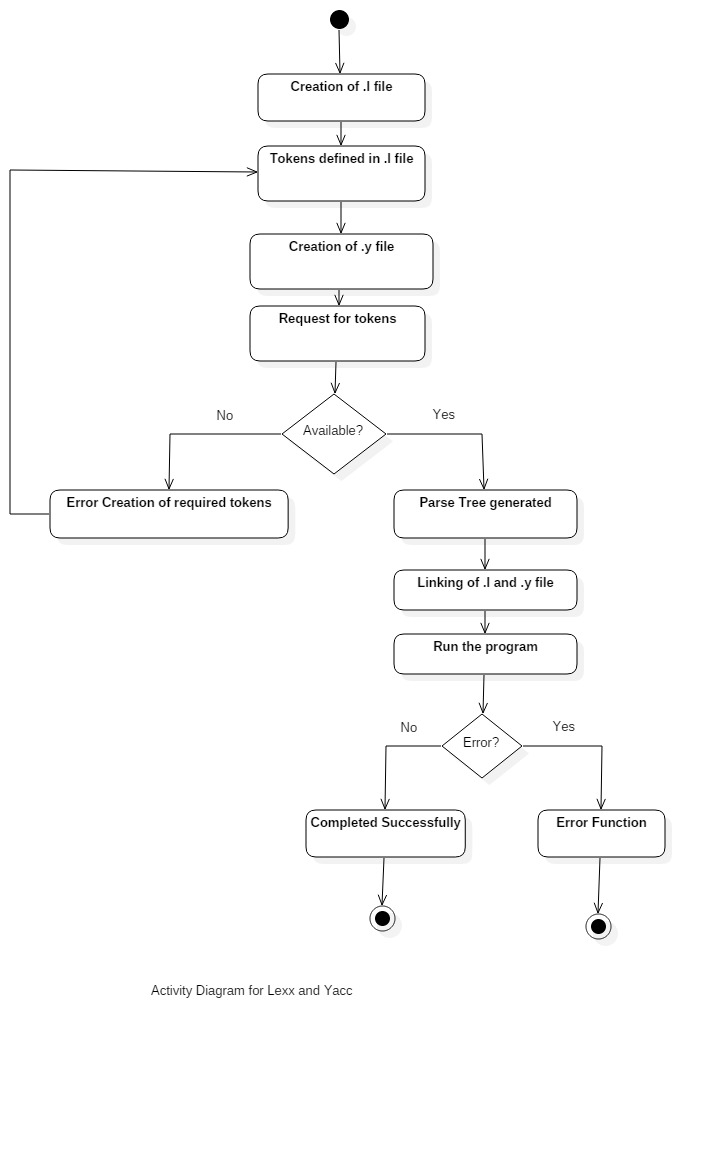 Creation of .l file
Tokens defined in .l file
Creation of .y file
Request for tokens
No
Yes
Available?
Error Creation of required tokens
Parse Tree generated
Linking of .l and .y file
Run the program
No
Yes
Error?
Completed Successfully
Error Function
Activity Diagram for Lexx and Yacc